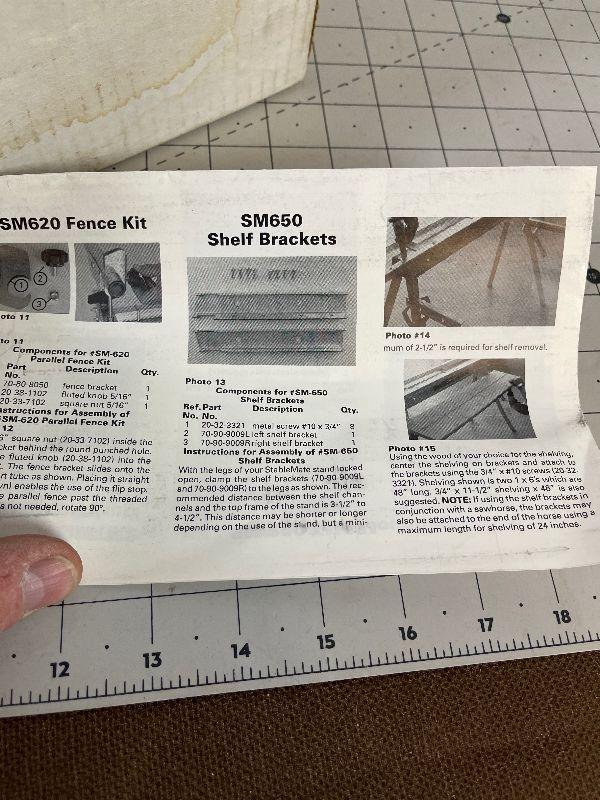 SM620 Fence Kit
1
2
3
oto 11
to 11
Components for #SM-620
Parallel Fence Kit
Part Description Qty.
No.
70-80 8050 fence bracket 1
20 38-1102 fluted knob 5/16" 1
20-33-7102 square nut 5/16" 1
nstructions for Assembly of
SM-620 Parallel Fence Kit
12
6" square nut (20-33 7102) inside the
cket behind the round punched hole.
e fluted knob (20-38-1102) into the
t. The fence bracket slides onto the
n tube as shown. Placing it straight
wn) enables the use of the flip stop.
e parallel fence past the threaded
s not needed, rotate 90°.
SM650
Shelf Brackets
Photo 13
Components for #SM-650
Shelf Brackets
Ref. Part Description Qty.
No. No.
1 20-32-3321 metal screw #10 x 3/4" 8
2 70-90-9009L left shelf bracket 1
3 70-90-9009R right shelf bracket 1
Instructions for Assembly of #SM-650
Shelf Brackets
With the legs of your StableMate stand locked
open, clamp the shelf brackets (70-90 9009L
and 70-90-9009R) to the legs as shown. The rec-
ommended distance between the shelf chan-
nels and the top frame of the stand is 3-1/2" to
4-1/2". This distance may be shorter or longer
depending on the use of the stand, but a mini-
Photo #14
mum of 2-1/2" is required for shelf removal.
Photo #15
Using the wood of your choice for the shelving,
center the shelving on brackets and attach to
the brackets using the 3/4" x #10 screws (20-32-
3321). Shelving shown is two 1 x 6's which are
48" long. 3/4" x 11-1/2" shelving x 48" is also
suggested. NOTE: If using the shelf brackets in
conjunction with a sawhorse, the brackets may
also be attached to the end of the horse using a
maximum length for shelving of 24 inches.
12 13 14 15 16 17 18